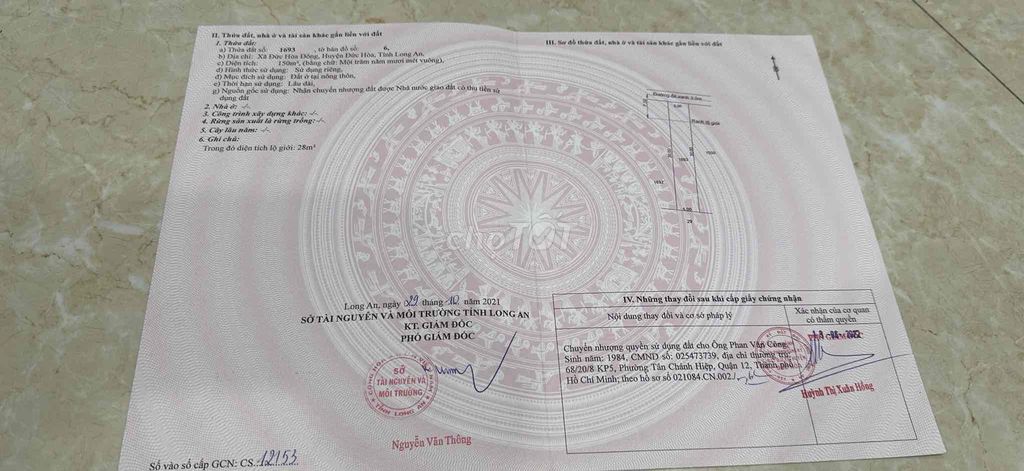 II. Thửa đất, nhà ở và tài sản khác gắn liền với đất
1. Thửa đất:
a) Thửa đất số: 1693 , tờ bản đồ số: 6,
b) Địa chỉ: Xã Đức Hòa Đông, Huyện Đức Hòa, Tỉnh Long An,
c) Diện tích: 150m², (bằng chữ: Một trăm năm mươi mét vuông),
d) Hình thức sử dụng: Sử dụng riêng,
đ) Mục đích sử dụng: Đất ở tại nông thôn,
e) Thời hạn sử dụng: Lâu dài,
g) Nguồn gốc sử dụng: Nhận chuyển nhượng đất được Nhà nước giao đất có thu tiền sử
dụng đất
2. Nhà ở: -/-
3. Công trình xây dựng khác: -/-
4. Rừng sản xuất là rừng trồng: -/-
5. Cây lâu năm: -/-
6. Ghi chú:
Trong đó diện tích lộ giới: 28m²
Long An, ngày 29 tháng 10 năm 2021
SỞ TÀI NGUYÊN VÀ MÔI TRƯỜNG TỈNH LONG AN
KT. GIÁM ĐỐC
PHÓ GIÁM ĐỐC
SỞ
TÀI NGUYÊN VÀ
MÔI TRƯỜNG
TỈNH LONG AN
Nguyễn Văn Thông
Số vào sổ cấp GCN: CS: 12153
III. Sơ đồ thửa đất, nhà ở và tài sản khác gắn liền với đất
Ranh lộ giới
1693
29
chợ TỐT
IV. Những thay đổi sau khi cấp giấy chứng nhận
Nội dung thay đổi và cơ sở pháp lý
Xác nhận của cơ quan
có thẩm quyền
Chuyển nhượng quyền sử dụng đất cho Ông Phan Văn Công,
Sinh năm: 1984, CMND số: 025473739, địa chỉ thường trú:
68/20/8 KP5, Phường Tân Chánh Hiệp, Quận 12, Thành phố
Hồ Chí Minh; theo hồ sơ số 021084.CN.002./
Huỳnh Thị Xuân Hồng